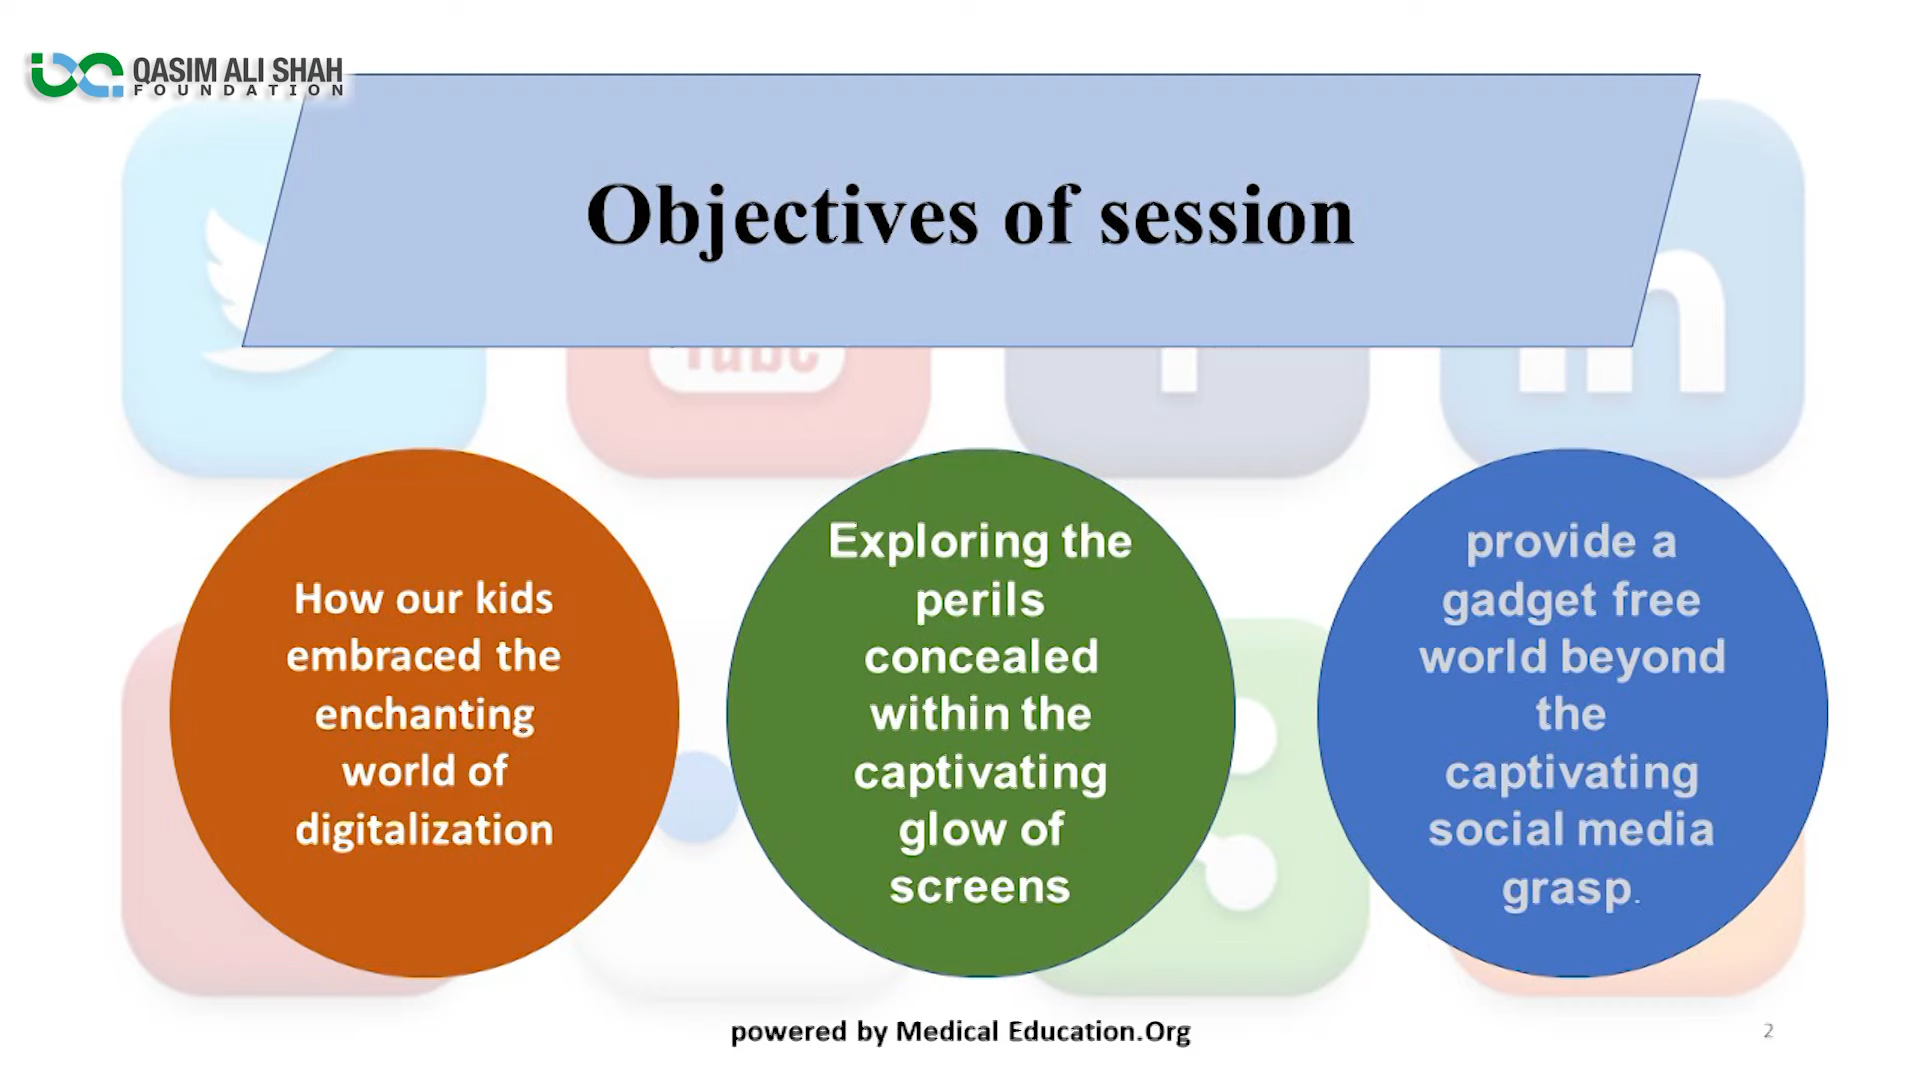 QASIM ALI SHAH
FOUNDATION
Objectives of session
Tube
in
How our kids
embraced the
enchanting
world of
digitalization
Exploring the
perils
concealed
within the
captivating
glow of
screens
provide a
gadget free
world beyond
the
captivating
social media
grasp.
powered by Medical Education.Org
2